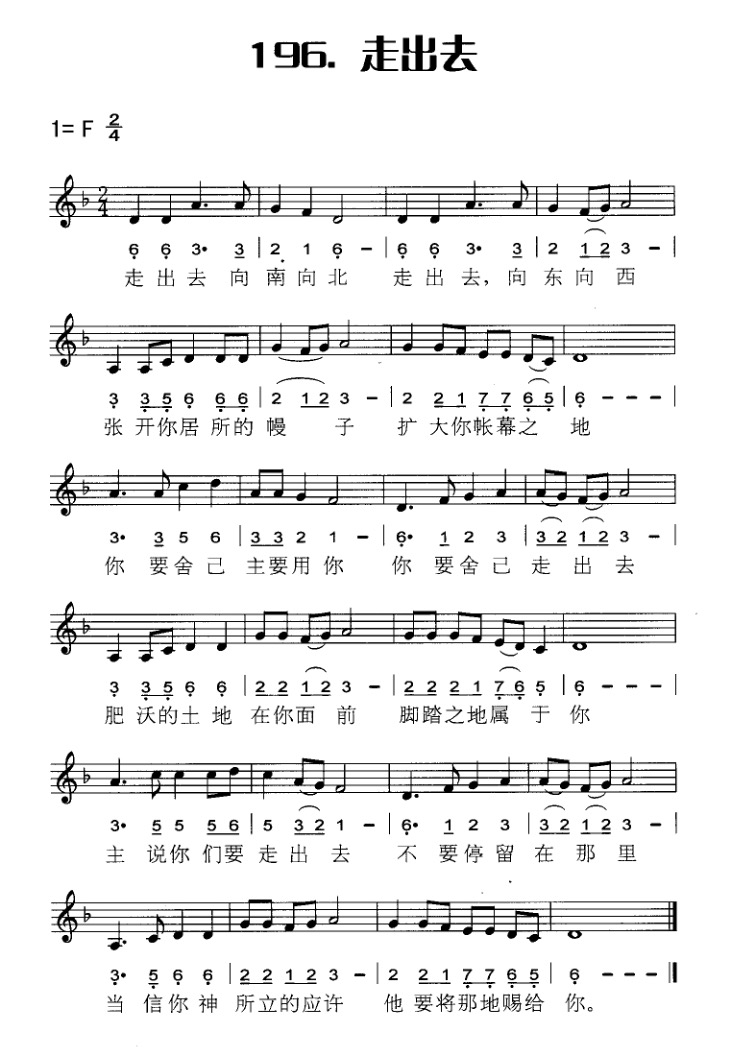 196. 走出去
1= F 2/4
6 6 3· 3 | 2 1 6 - | 6 6 3· 3 | 2 1 2 3 - |
走出去向南向北 走出去，向东向西
3 3 5 6 6 6 | 2 1 2 3 - | 2 2 1 7 7 6 5 | 6 - - - |
张开你居所的幔子 扩大你帐幕之地
3· 3 5 6 | 3 3 2 1 - | 6· 1 2 3 | 3 2 1 2 3 - |
你要舍己主要用你 你要舍己走出去
3 3 5 6 6 | 2 2 1 2 3 - | 2 2 2 1 7 6 5 | 6 - - - |
肥沃的土地在你面前 脚踏之地属于你
3· 5 5 5 6 | 5 3 2 1 - | 6· 1 2 3 | 3 2 1 2 3 - |
主说你们要走出去 不要停留在那里
3· 5 6 6 | 2 2 1 2 3 - | 2 2 1 7 7 6 5 | 6 - - - ‖
当信你神所立的应许 他要将那地赐给你。